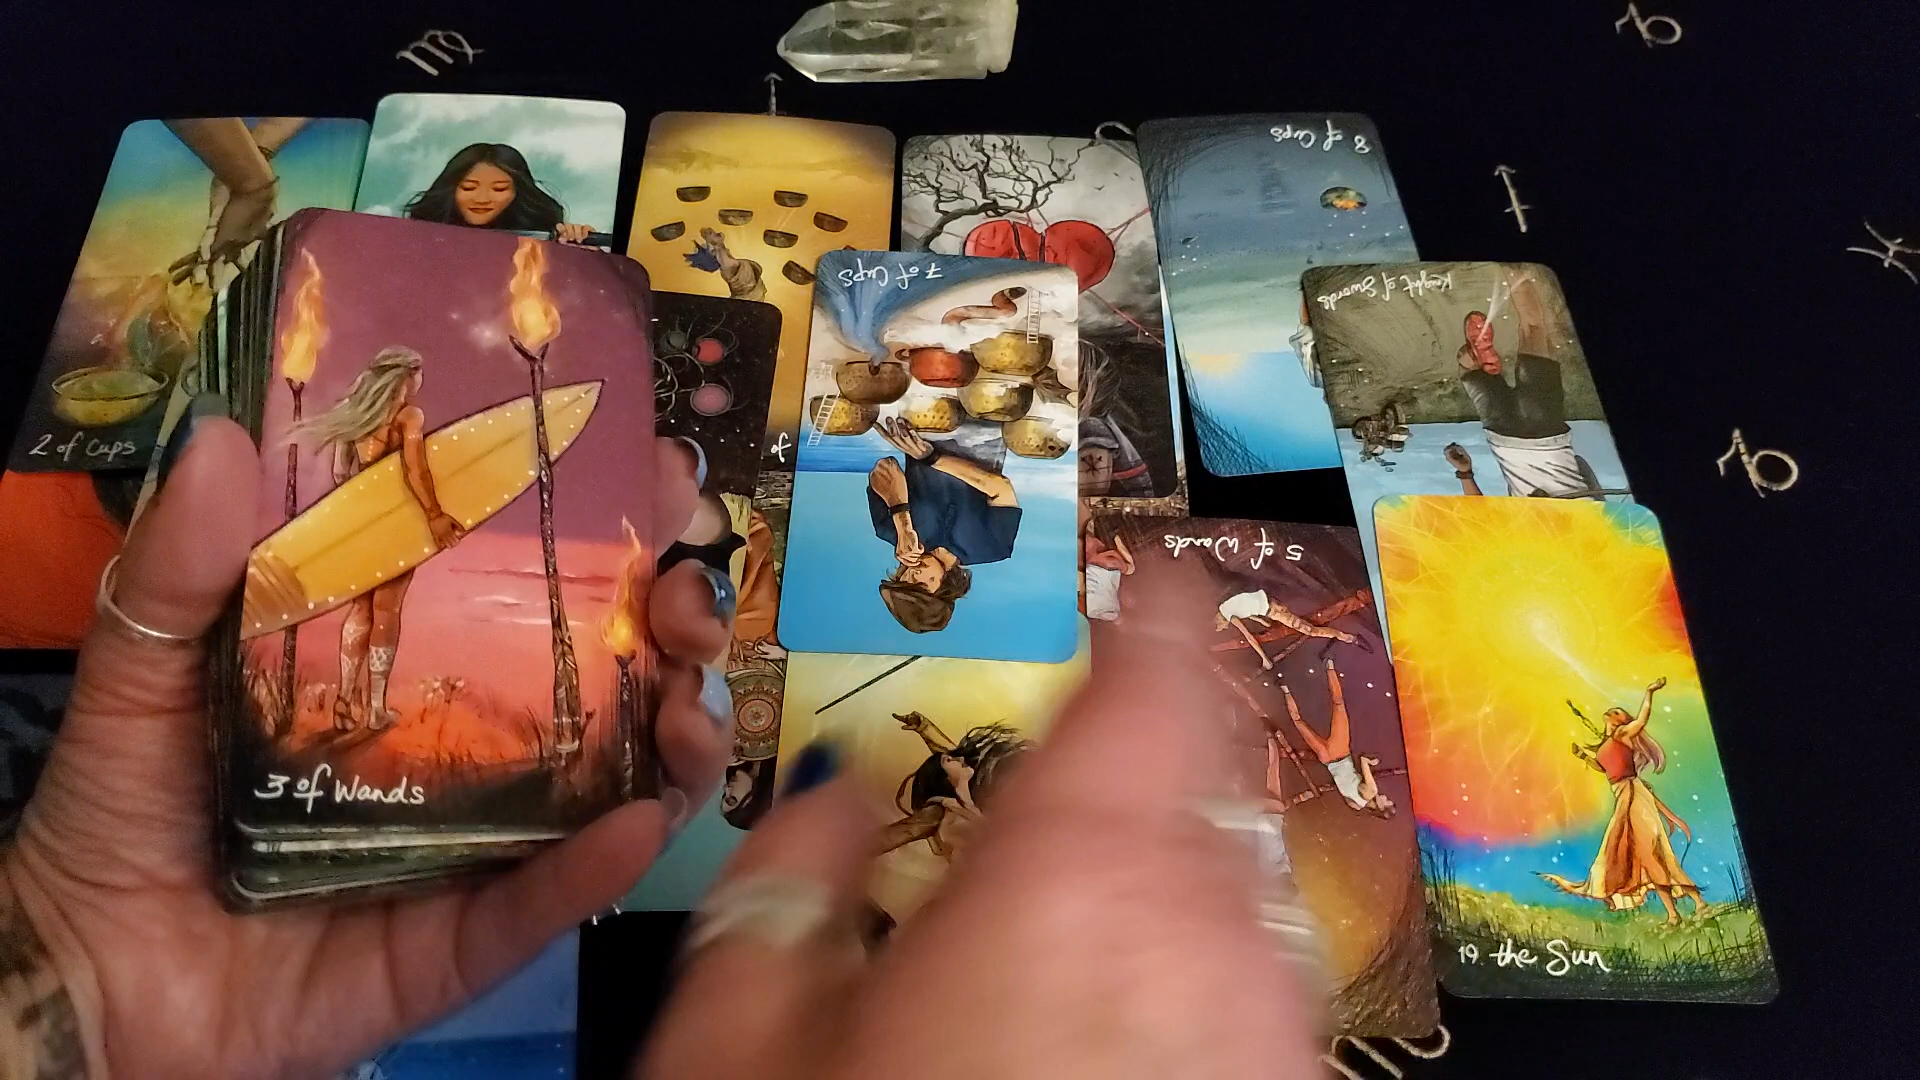 8 of Cups
7 of Cups
Knight of Swords
2 of Cups
of
5 of Wands
3 of Wands
19. the Sun